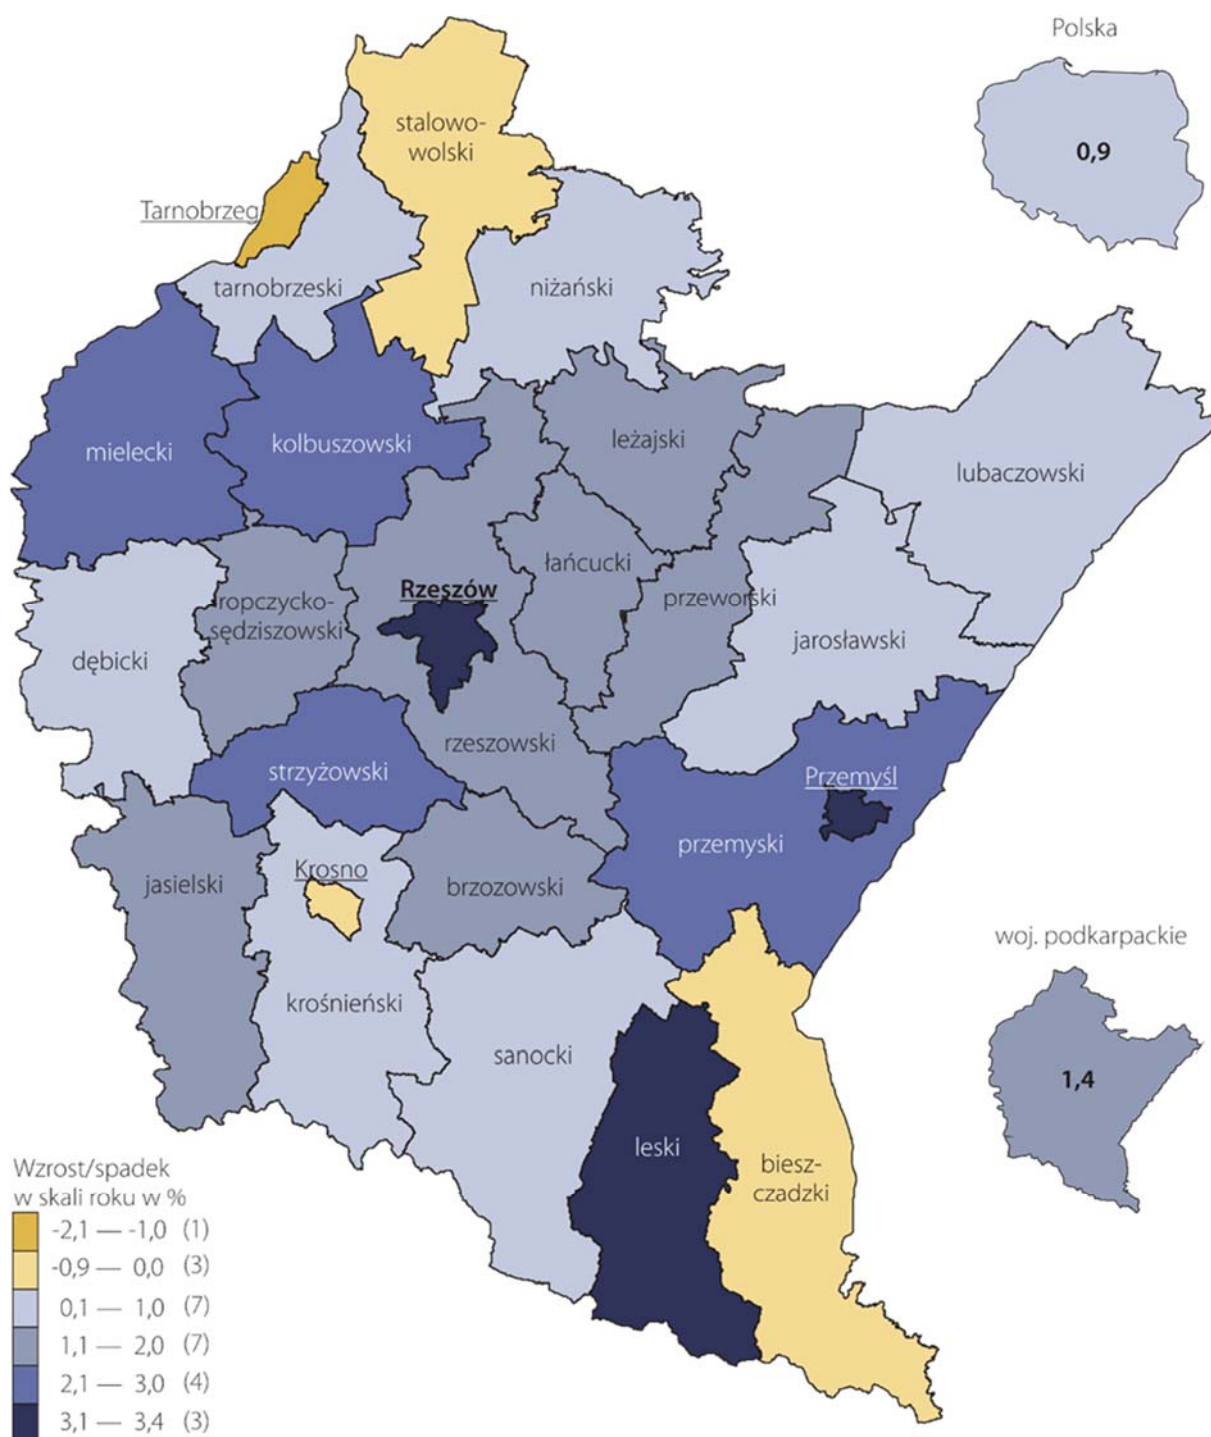 Polska
0,9
stalowo-
wolski
Tarnobrzeg
tarnobrzeski
niżański
mielecki
kolbuszowski
leżajski
lubaczowski
łańcucki
ropczycko-
sędziszowski
Rzeszów
przeworski
dębicki
jarosławski
rzeszowski
strzyżowski
Przemyśl
przemyski
jasielski
Krosno
brzozowski
woj. podkarpackie
krośnieński
sanocki
1,4
leski
biesz-
czadzki
Wzrost/spadek
w skali roku w %
-2,1 — -1,0 (1)
-0,9 — 0,0 (3)
0,1 — 1,0 (7)
1,1 — 2,0 (7)
2,1 — 3,0 (4)
3,1 — 3,4 (3)